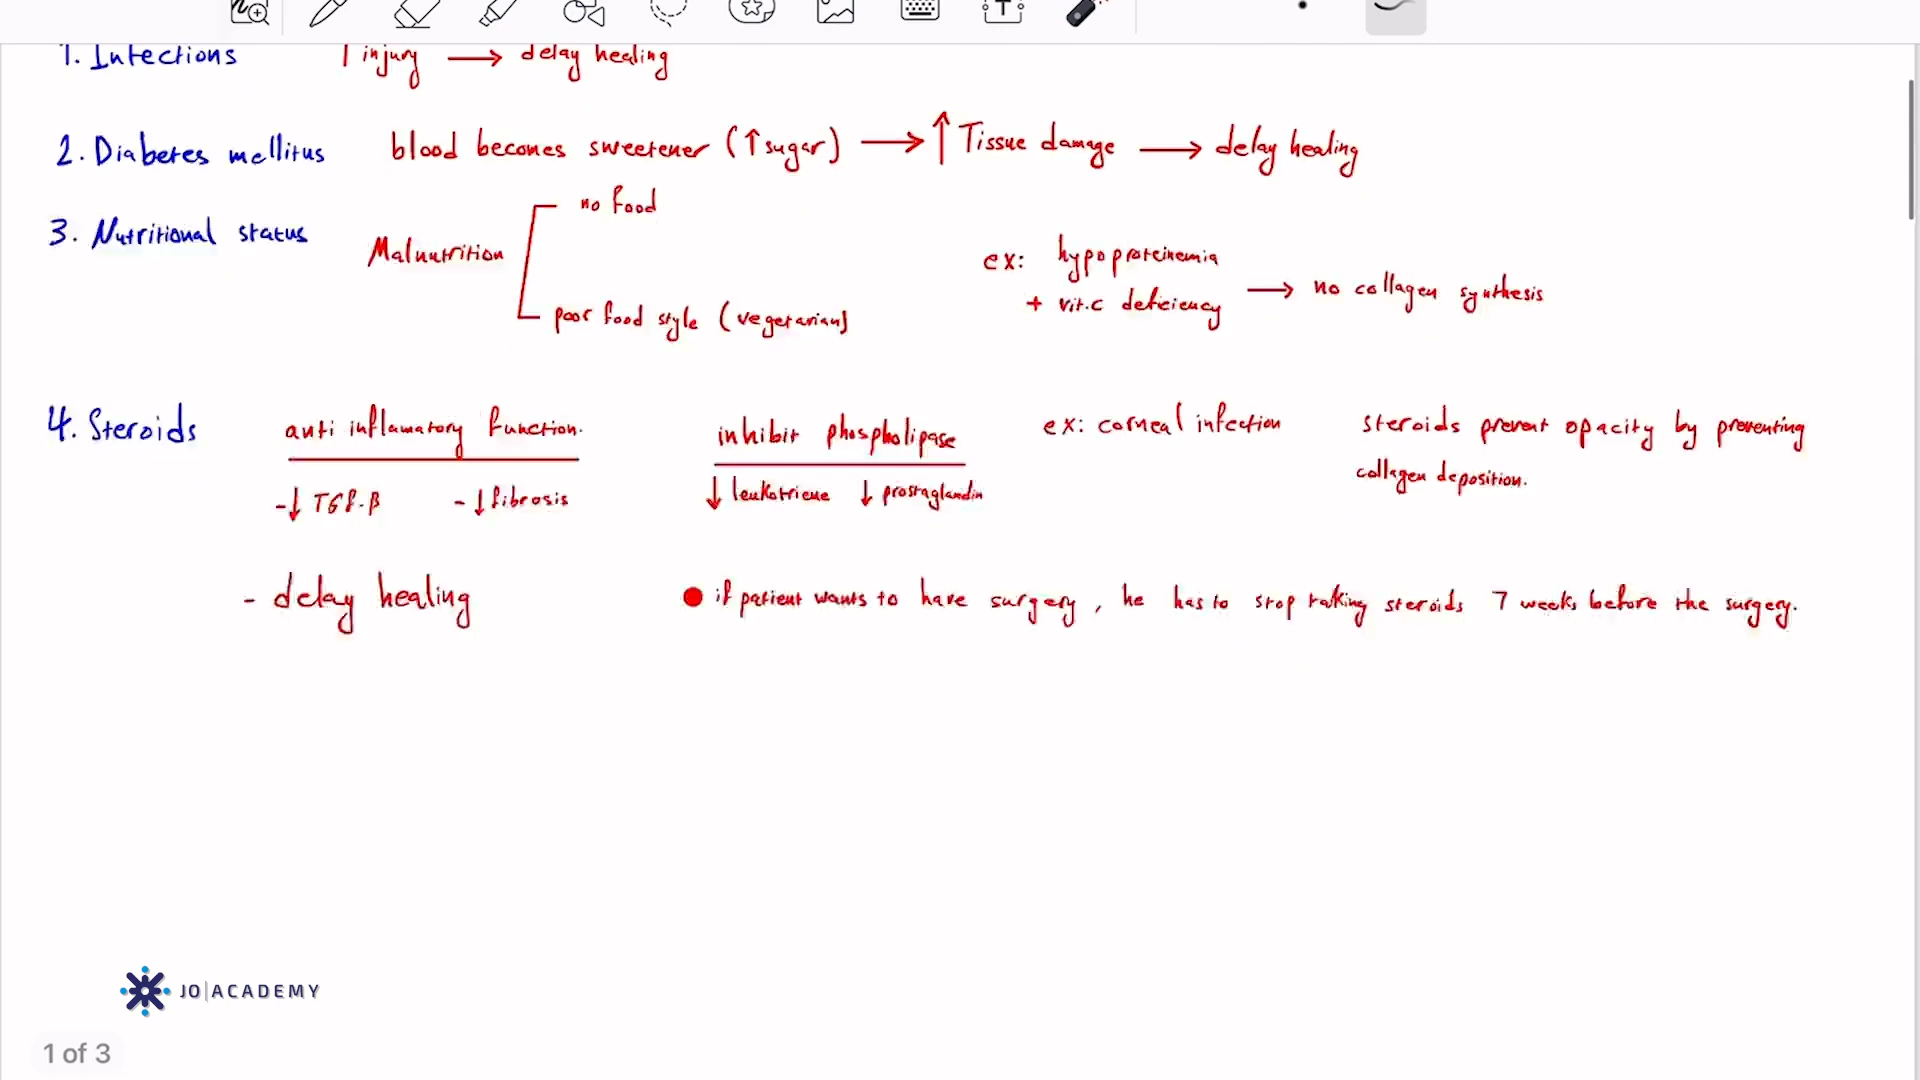 1. Infections ↑ injury → delay healing
2. Diabetes mellitus blood becomes sweetener (↑sugar) → ↑ Tissue damage → delay healing
3. Nutritional status
Malnutrition
no food
poor food style (vegetarian)
ex: hypoproteinemia
+ vit.c deficiency → no collagen synthesis
4. Steroids
anti inflamatory function.
-↓ TGF-β -↓fibrosis
inhibit phospholipase
↓ leukotriene ↓ prostaglandin
ex: corneal infection
steroids prevent opacity by preventing
collagen deposition.
- delay healing
● if patient wants to have surgery, he has to stop taking steroids 7 weeks before the surgery.
JO|ACADEMY
1 of 3